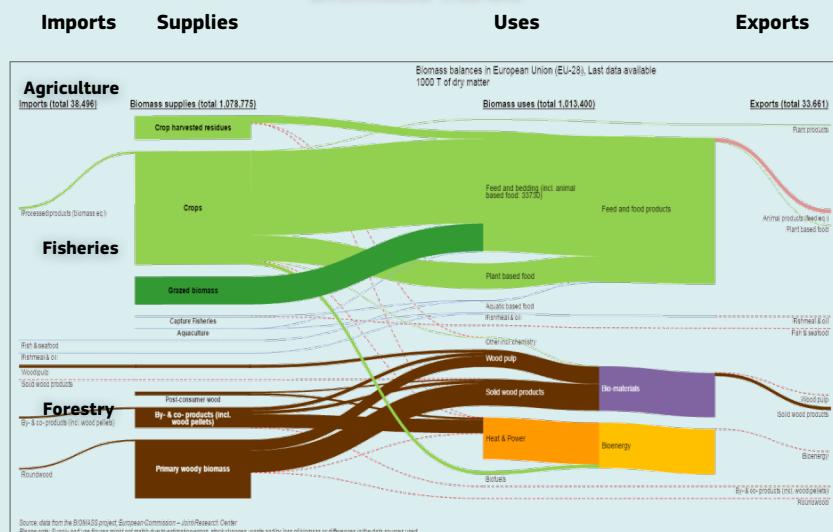 Imports Supplies Uses Exports
Biomass balances in European Union (EU-28), Last data available
1000 T of dry matter
Agriculture
Imports (total 38.496) Biomass supplies (total 1,078,775) Biomass uses (total 1,013,400) Exports (total 33.661)
Crop harvested residues
Plant products
Feed and bedding (incl. animal
based food: 33730)
Crops
Feed and food products
Processed products (biomass eq.)
Animal products (feed eq.)
Plant based food
Fisheries
Plant based food
Grazed biomass
Aquatic based food
Fishmeal & oil
Capture Fisheries
Fishmeal & oil
Aquaculture
Fish & seafood
Fish & seafood
Other incl. chemistry
Fishmeal & oil
Wood pulp
Woodpulp
Solid wood products
Solid wood products
Bio-materials
Post-consumer wood
Wood pulp
Forestry
Solid wood products
By- & co- products (incl.
wood pellets)
By- & co- products (incl. wood pellets)
Heat & Power
Bioenergy
Bioenergy
Primary woody biomass
Roundwood
Biofuels
By- & co- products (incl. wood pellets)
Roundwood
Source: data from the BIOMASS project, European Commission – Joint Research Center